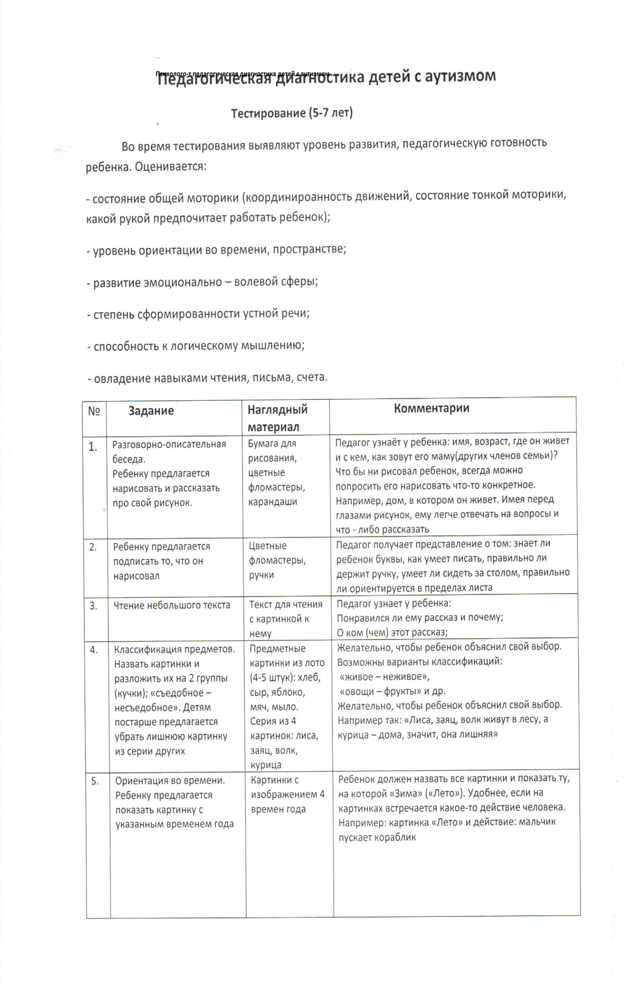 Психолого-т педагогическая диагностика детей с аутизмом
Педагогическая диагностика детей с аутизмом
Тестирование (5-7 лет)
п
Во время тестирования выявляют уровень развития, педагогическую готовность
ребенка. Оценивается:
- состояние общей моторики (координироанность движений, состояние тонкой моторики,
какой рукой предпочитает работать ребенок);
- уровень ориентации во времени, пространстве;
- развитие эмоционально – волевой сферы;
- степень сформированности устной речи;
- способность к логическому мышлению;
- овладение навыками чтения, письма, счета.
№
Задание
Наглядный
материал
Комментарии
1.
Разговорно-описательная
беседа.
Ребенку предлагается
нарисовать и рассказать
про свой рисунок.
Бумага для
рисования,
цветные
фломастеры,
карандаши
Педагог узнаёт у ребенка: имя, возраст, где он живет
и с кем, как зовут его маму(других членов семьи)?
Что бы ни рисовал ребенок, всегда можно
попросить его нарисовать что-то конкретное.
Например, дом, в котором он живет. Имея перед
глазами рисунок, ему легче отвечать на вопросы и
что - либо рассказать
2.
Ребенку предлагается
подписать то, что он
нарисовал
Цветные
фломастеры,
ручки
Педагог получает представление о том: знает ли
ребенок буквы, как умеет писать, правильно ли
держит ручку, умеет ли сидеть за столом, правильно
ли ориентируется в пределах листа
3.
Чтение небольшого текста
Текст для чтения
с картинкой к
нему
Педагог узнает у ребенка:
Понравился ли ему рассказ и почему;
О ком (чем) этот рассказ;
4.
Классификация предметов.
Назвать картинки и
разложить их на 2 группы
(кучки); «съедобное –
несъедобное». Детям
постарше предлагается
убрать лишнюю картинку
из серии других
Предметные
картинки из лото
(4-5 штук): хлеб,
сыр, яблоко,
мяч, мыло.
Серия из 4
картинок: лиса,
заяц, волк,
курица
Желательно, чтобы ребенок объяснил свой выбор.
Возможны варианты классификаций:
«живое – неживое»,
«овощи – фрукты» и др.
Желательно, чтобы ребенок объяснил свой выбор.
Например так: «Лиса, заяц, волк живут в лесу, а
курица – дома, значит, она лишняя»
5.
Ориентация во времени.
Ребенку предлагается
показать картинку с
указанным временем года
Картинки с
изображением 4
времен года
Ребенок должен назвать все картинки и показать ту,
на которой «Зима» («Лето»). Удобнее, если на
картинках встречается какое-то действие человека.
Например: картинка «Лето» и действие: мальчик
пускает кораблик